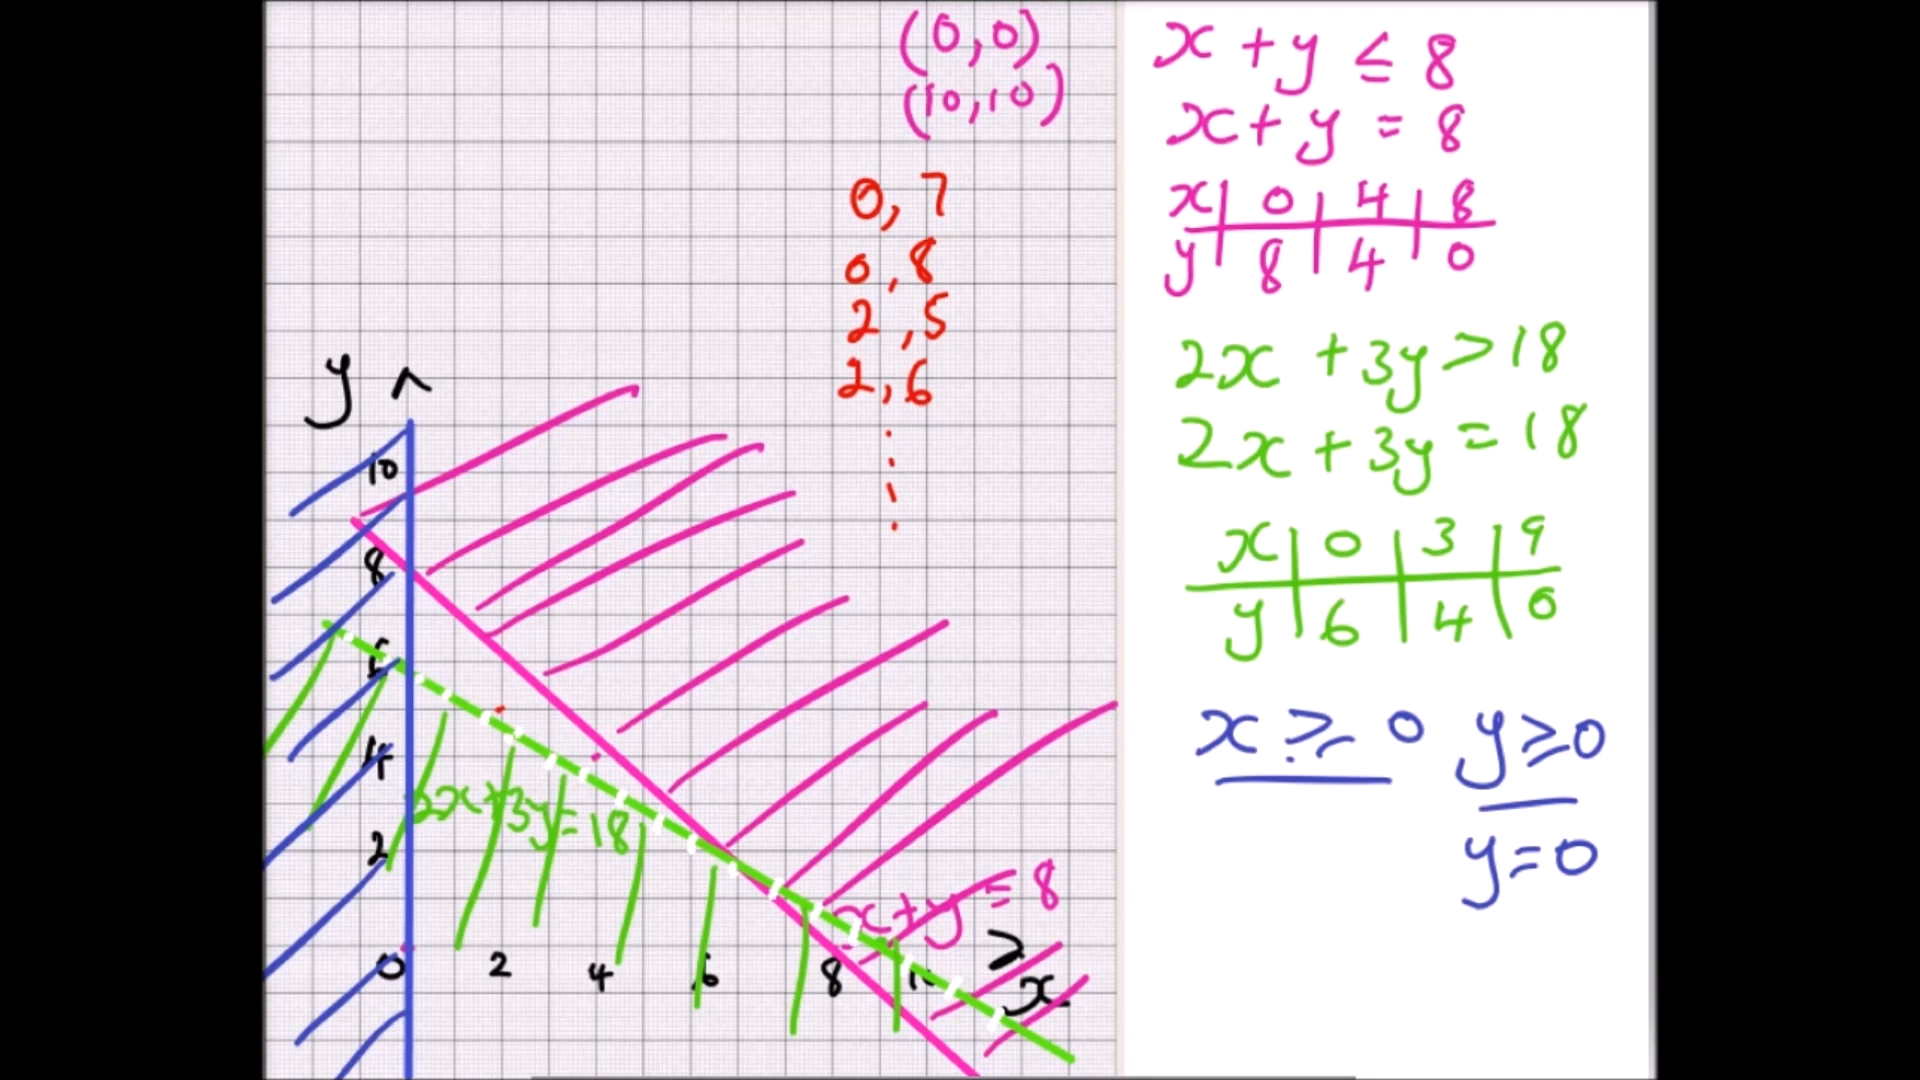 (0,0)
(10,10)
0,7
0,8
2,5
2,6
y
10
8
6
4
2
0 2 4 6 8 10
x
2x+3y=18
x+y=8
x+y≤8
x+y=8
x 0 4 8
y 8 4 0
2x+3y>18
2x+3y=18
x 0 3 9
y 6 4 0
x≥0 y≥0
y=0